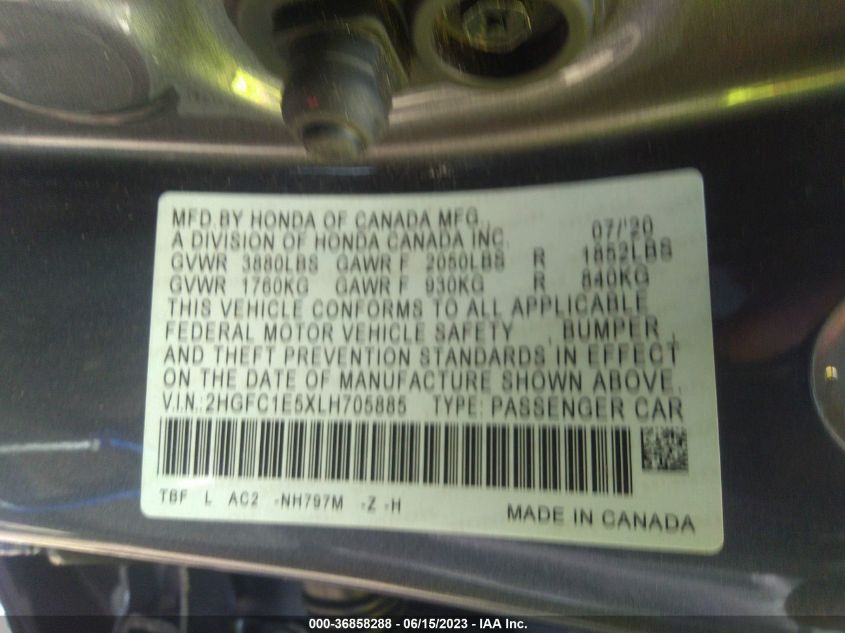 MFD.BY HONDA OF CANADA MFG., 07/'20
A DIVISION OF HONDA CANADA INC.
GVWR 3880LBS GAWR F 2050LBS R 1852LBS
GVWR 1760KG GAWR F 930KG R 840KG
THIS VEHICLE CONFORMS TO ALL APPLICABLE
FEDERAL MOTOR VEHICLE SAFETY , BUMPER ,
AND THEFT PREVENTION STANDARDS IN EFFECT
ON THE DATE OF MANUFACTURE SHOWN ABOVE.
V.I.N.:2HGFC1E5XLH705885 TYPE: PASSENGER CAR
TBF L AC2 -NH797M -Z -H
MADE IN CANADA
000-36858288 - 06/15/2023 - IAA Inc.